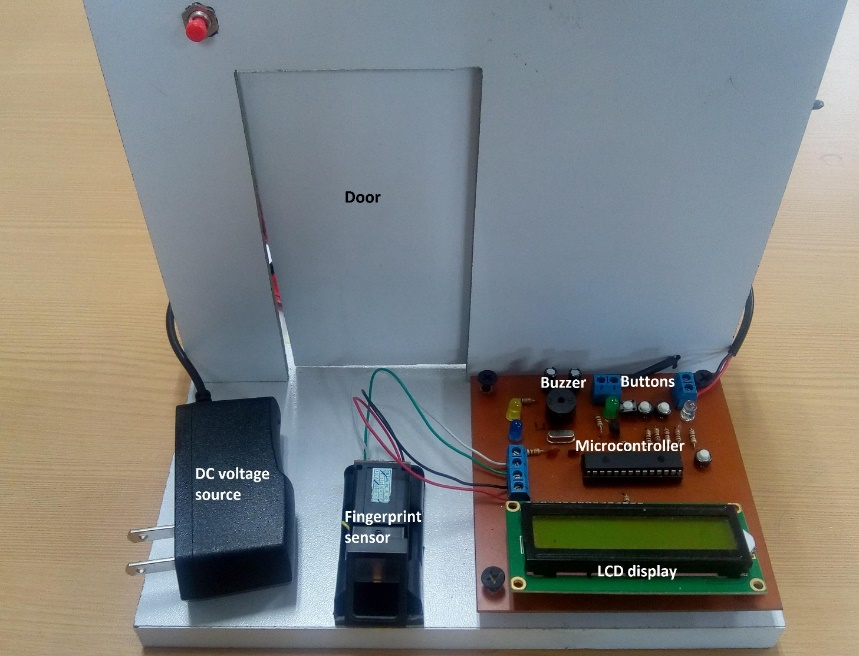 Door
Buzzer
Buttons
Microcontroller
DC voltage
source
Fingerprint
sensor
LCD display